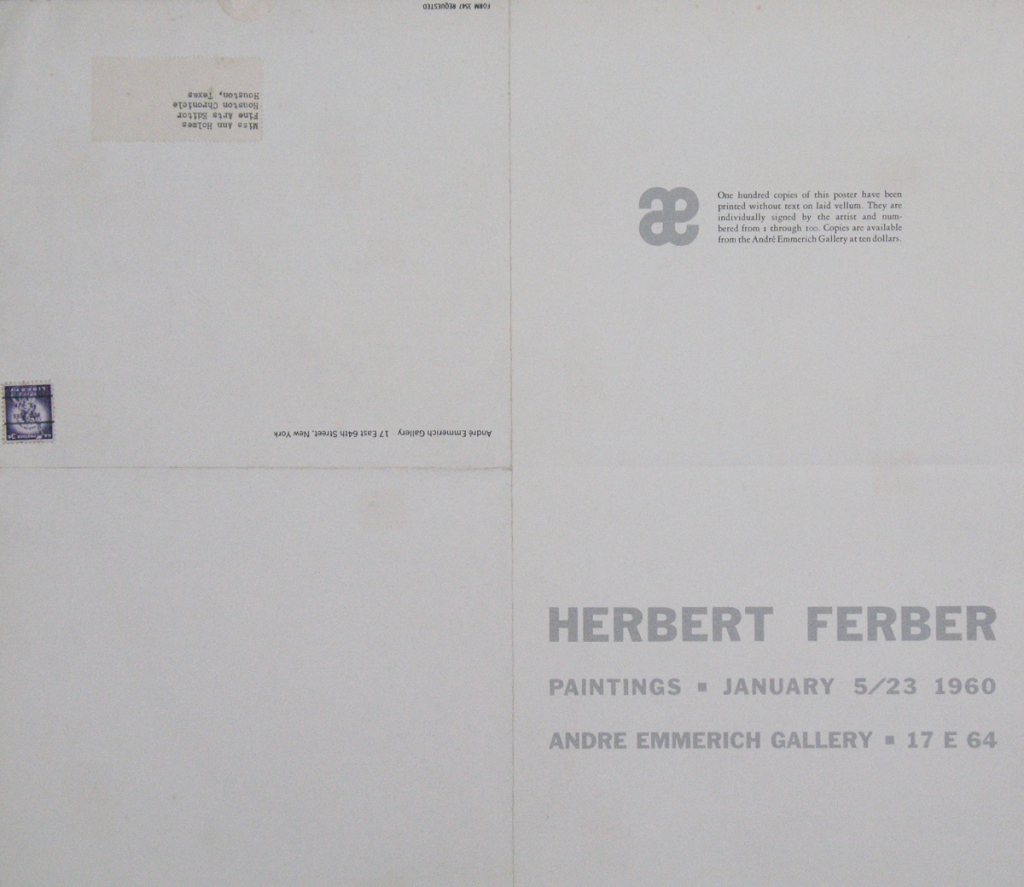 FORM 3547 REQUESTED
Miss Ann Holmes
Fine Arts Editor
Houston Chronicle
Houston, Texas
LIBERTY
3¢
André Emmerich Gallery 17 East 64th Street, New York
æ
One hundred copies of this poster have been
printed without text on laid vellum. They are
individually signed by the artist and num-
bered from 1 through 100. Copies are available
from the André Emmerich Gallery at ten dollars.
HERBERT FERBER
PAINTINGS ▪ JANUARY 5/23 1960
ANDRE EMMERICH GALLERY ▪ 17 E 64